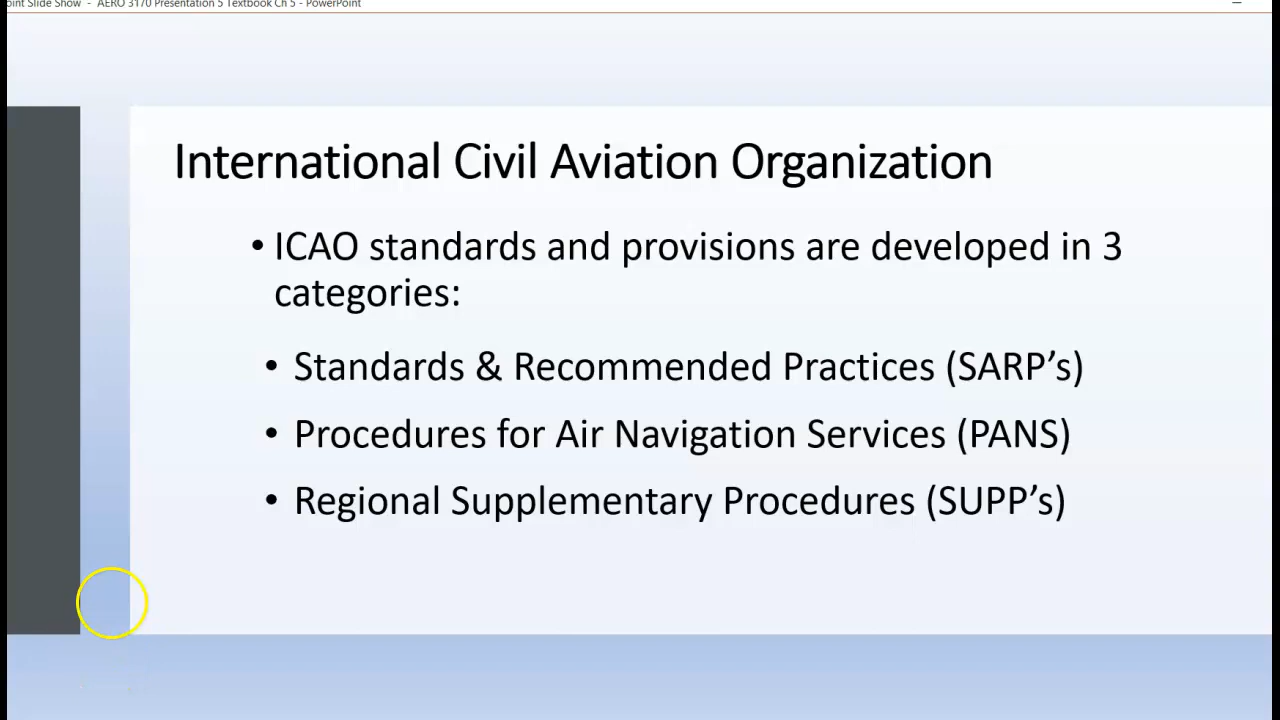 oint Slide Show - AERO 3170 Presentation 5 Textbook Ch 5 - PowerPoint
International Civil Aviation Organization
• ICAO standards and provisions are developed in 3
categories:
• Standards & Recommended Practices (SARP’s)
• Procedures for Air Navigation Services (PANS)
• Regional Supplementary Procedures (SUPP’s)